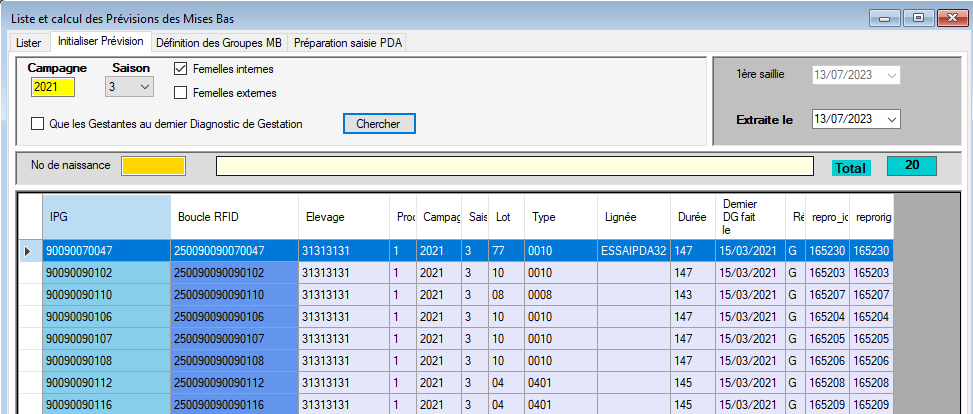 Liste et calcul des Prévisions des Mises Bas
Lister Initialiser Prévision Définition des Groupes MB Préparation saisie PDA
Campagne Saison Femelles internes
2021 3
Femelles externes
Que les Gestantes au dernier Diagnostic de Gestation Chercher
1ère saillie 13/07/2023
Extraite le 13/07/2023
No de naissance Total 20
IPG Boucle RFID Elevage Proc Campag Sais Lot Type Lignée Durée Dernier DG fait le Ré repro_id reprorig
90090070047 250090090070047 31313131 1 2021 3 77 0010 ESSAIPDA32 147 15/03/2021 G 165230 165230
90090090102 250090090090102 31313131 1 2021 3 10 0010 147 15/03/2021 G 165203 165203
90090090110 250090090090110 31313131 1 2021 3 08 0008 143 15/03/2021 G 165207 165207
90090090106 250090090090106 31313131 1 2021 3 10 0010 147 15/03/2021 G 165204 165204
90090090107 250090090090107 31313131 1 2021 3 10 0010 147 15/03/2021 G 165205 165205
90090090108 250090090090108 31313131 1 2021 3 10 0010 147 15/03/2021 G 165206 165206
90090090112 250090090090112 31313131 1 2021 3 04 0401 145 15/03/2021 G 165208 165208
90090090116 250090090090116 31313131 1 2021 3 04 0401 145 15/03/2021 G 165209 165209